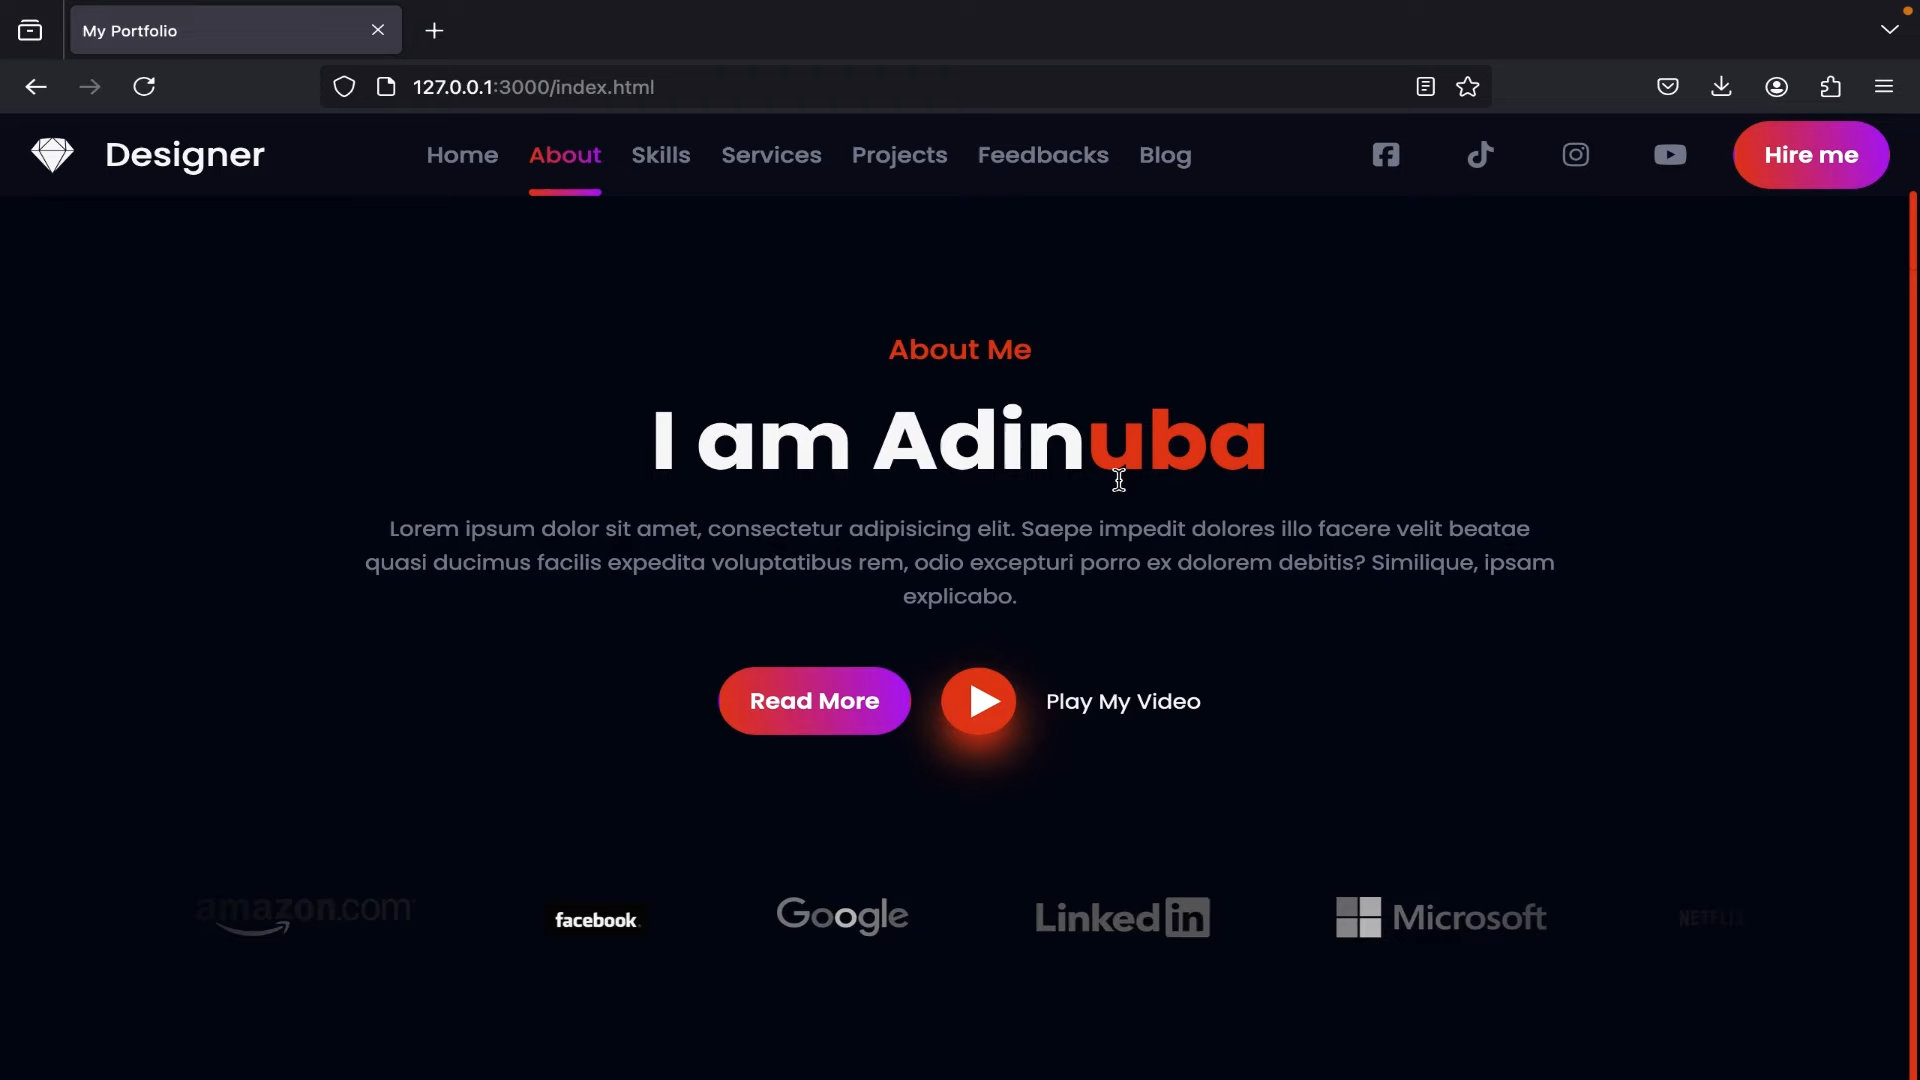 My Portfolio
127.0.0.1:3000/index.html
Designer
Home About Skills Services Projects Feedbacks Blog
Hire me
About Me
I am Adinuba
Lorem ipsum dolor sit amet, consectetur adipisicing elit. Saepe impedit dolores illo facere velit beatae
quasi ducimus facilis expedita voluptatibus rem, odio excepturi porro ex dolorem debitis? Similique, ipsam
explicabo.
Read More
Play My Video
amazon.com facebook Google Linked in Microsoft NETFLIX